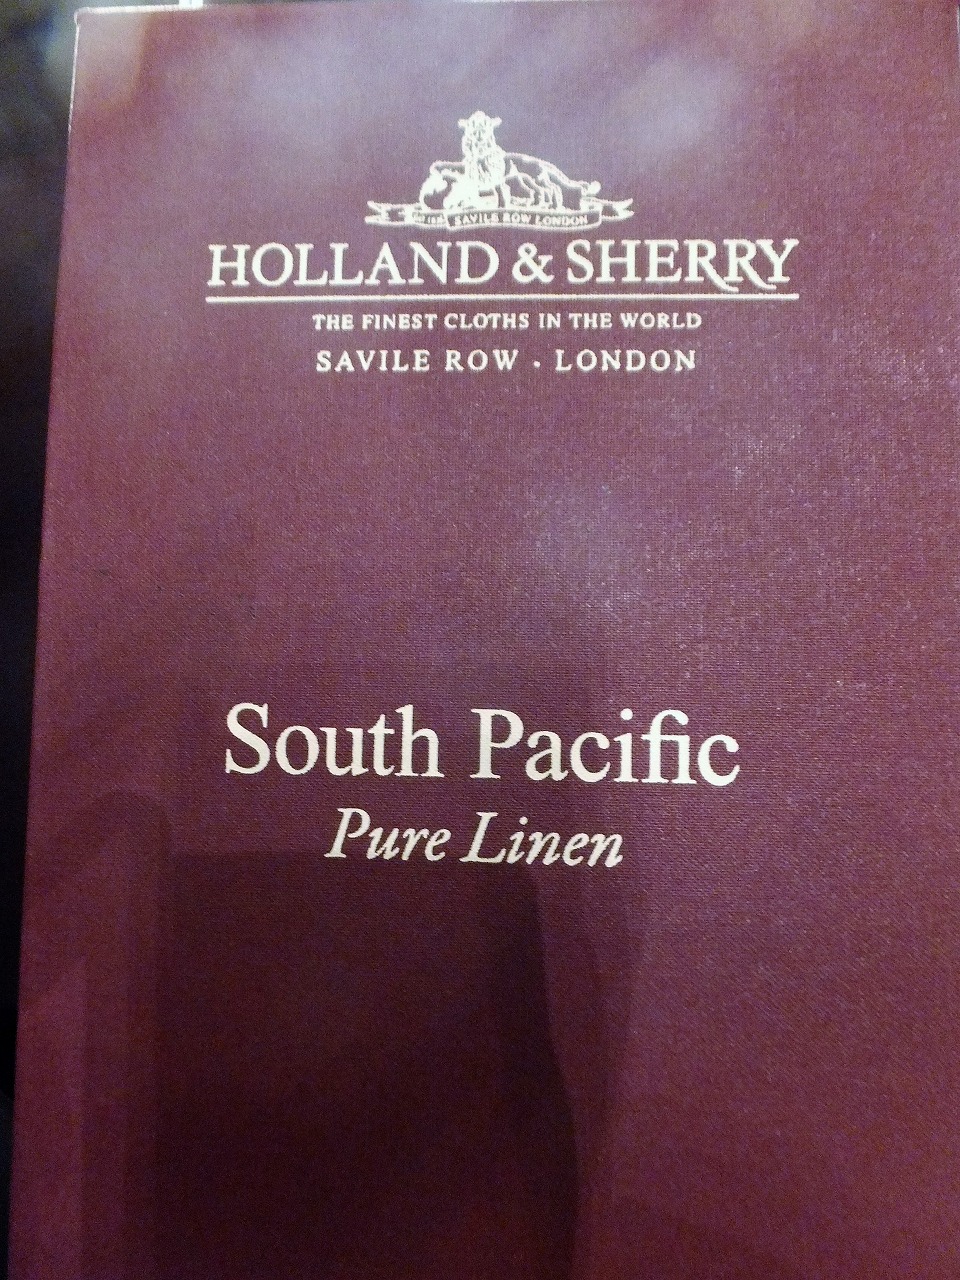 SAVILE ROW LONDON
HOLLAND & SHERRY
THE FINEST CLOTHS IN THE WORLD
SAVILE ROW · LONDON
South Pacific
Pure Linen